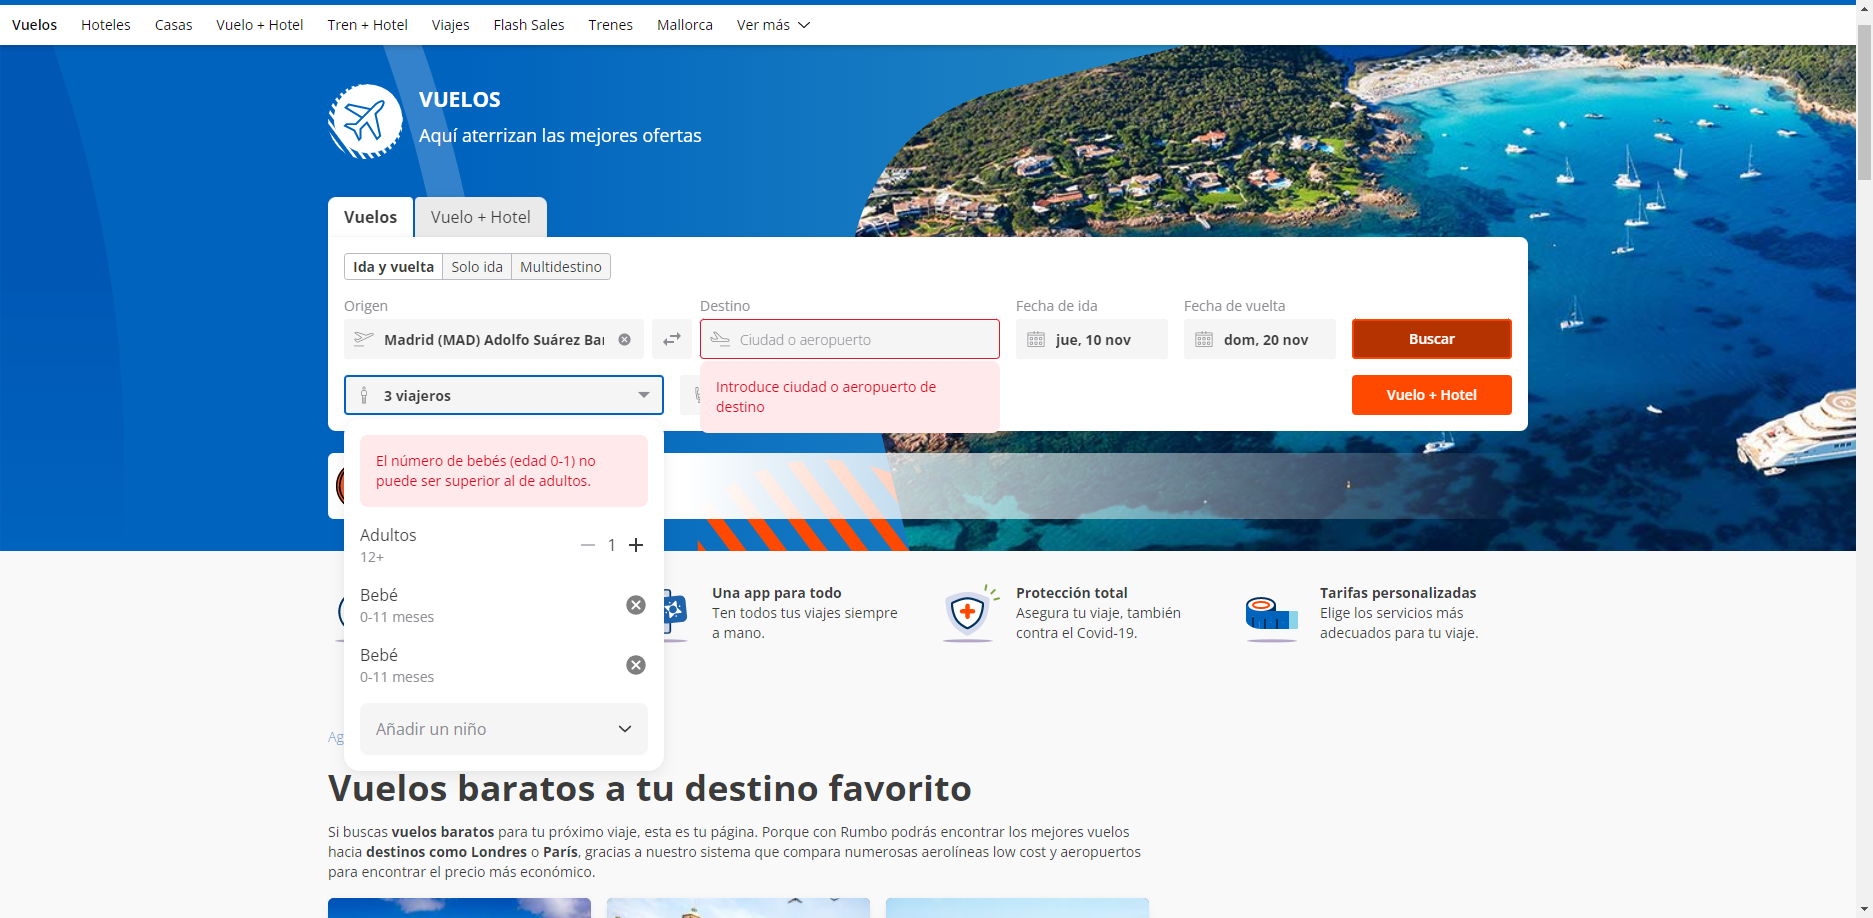 Vuelos Hoteles Casas Vuelo + Hotel Tren + Hotel Viajes Flash Sales Trenes Mallorca Ver más
VUELOS
Aquí aterrizan las mejores ofertas
Vuelos Vuelo + Hotel
Ida y vuelta Solo ida Multidestino
Origen Destino Fecha de ida Fecha de vuelta
Madrid (MAD) Adolfo Suárez Ciudad o aeropuerto jue, 10 nov dom, 20 nov Buscar
3 viajeros Vuelo + Hotel
Introduce ciudad o aeropuerto de
destino
El número de bebés (edad 0-1) no
puede ser superior al de adultos.
Adultos 1
12+
Bebé
0-11 meses
Bebé
0-11 meses
Añadir un niño
Una app para todo
Ten todos tus viajes siempre
a mano.
Protección total
Asegura tu viaje, también
contra el Covid-19.
Tarifas personalizadas
Elige los servicios más
adecuados para tu viaje.
Ag
Vuelos baratos a tu destino favorito
Si buscas vuelos baratos para tu próximo viaje, esta es tu página. Porque con Rumbo podrás encontrar los mejores vuelos
hacia destinos como Londres o París, gracias a nuestro sistema que compara numerosas aerolíneas low cost y aeropuertos
para encontrar el precio más económico.